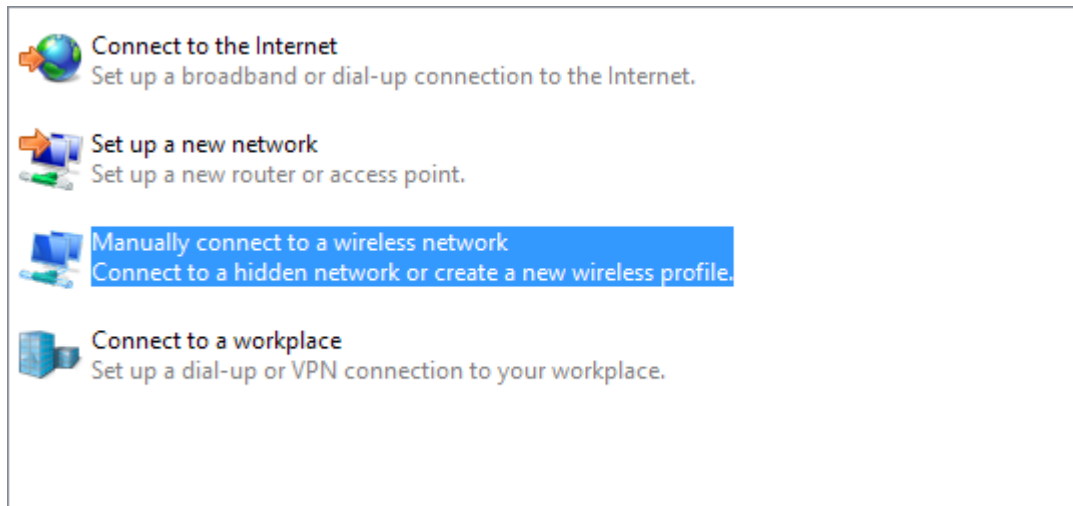 Connect to the Internet
Set up a broadband or dial-up connection to the Internet.
Set up a new network
Set up a new router or access point.
Manually connect to a wireless network
Connect to a hidden network or create a new wireless profile.
Connect to a workplace
Set up a dial-up or VPN connection to your workplace.